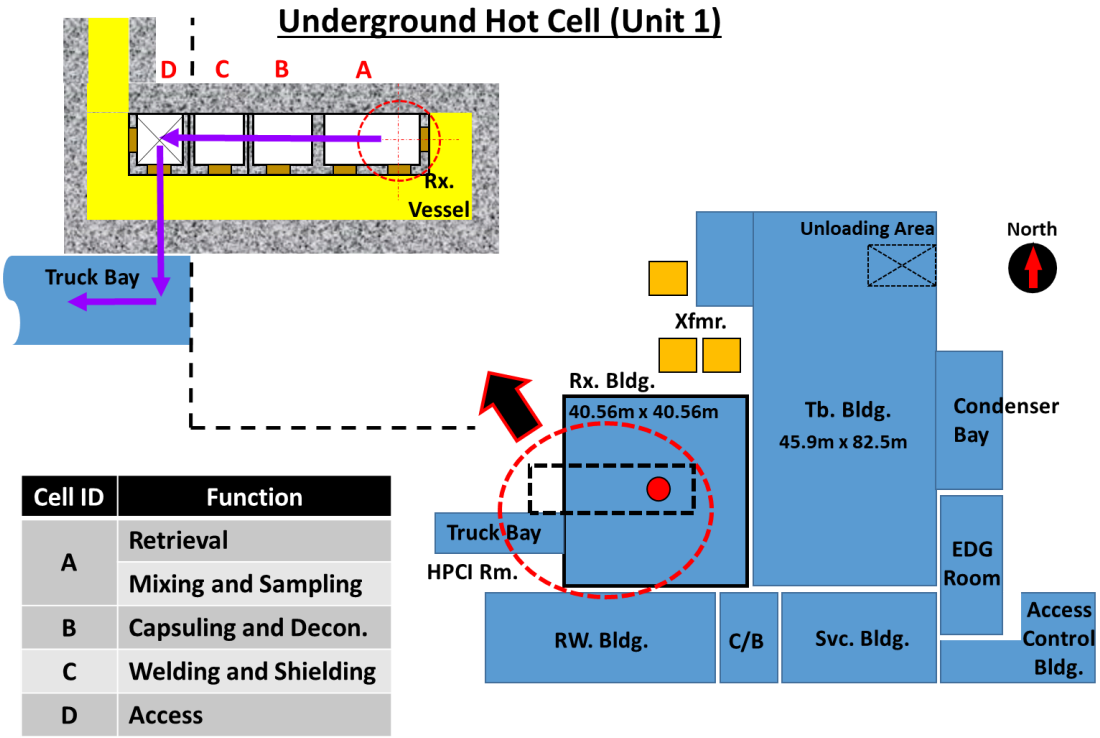 Underground Hot Cell (Unit 1)
D C B A
Rx.
Vessel
Truck Bay
Unloading Area
North
Xfmr.
Rx. Bldg.
40.56m x 40.56m
Tb. Bldg.
45.9m x 82.5m
Condenser
Bay
Truck Bay
HPCI Rm.
EDG
Room
RW. Bldg.
C/B
Svc. Bldg.
Access
Control
Bldg.
Cell ID Function
A Retrieval
Mixing and Sampling
B Capsuling and Decon.
C Welding and Shielding
D Access